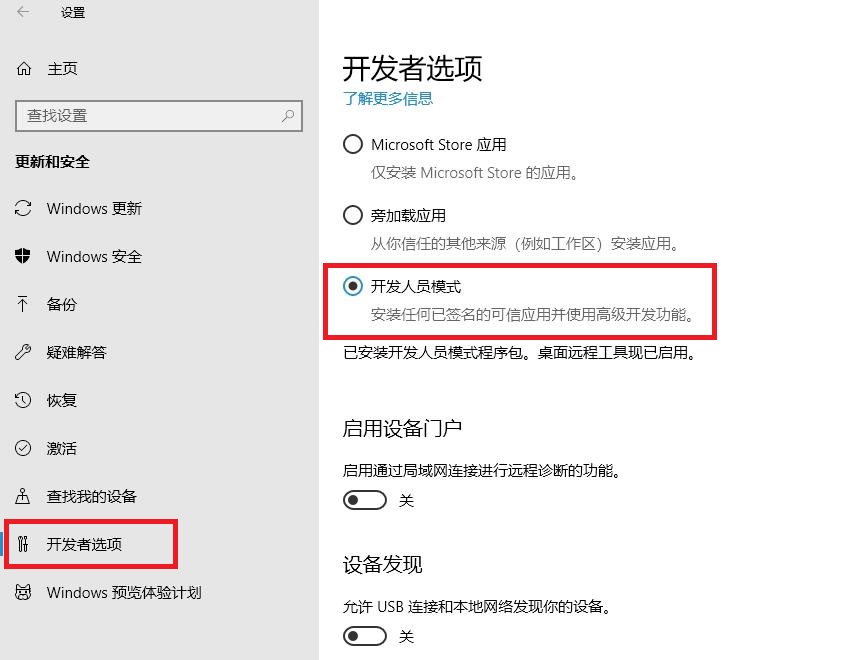 设置
主页
查找设置
更新和安全
Windows 更新
Windows 安全
备份
疑难解答
恢复
激活
查找我的设备
开发者选项
Windows 预览体验计划
开发者选项
了解更多信息
Microsoft Store 应用
仅安装 Microsoft Store 的应用。
旁加载应用
从你信任的其他来源（例如工作区）安装应用。
开发人员模式
安装任何已签名的可信应用并使用高级开发功能。
已安装开发人员模式程序包。桌面远程工具现已启用。
启用设备门户
启用通过局域网连接进行远程诊断的功能。
关
设备发现
允许 USB 连接和本地网络发现你的设备。
关